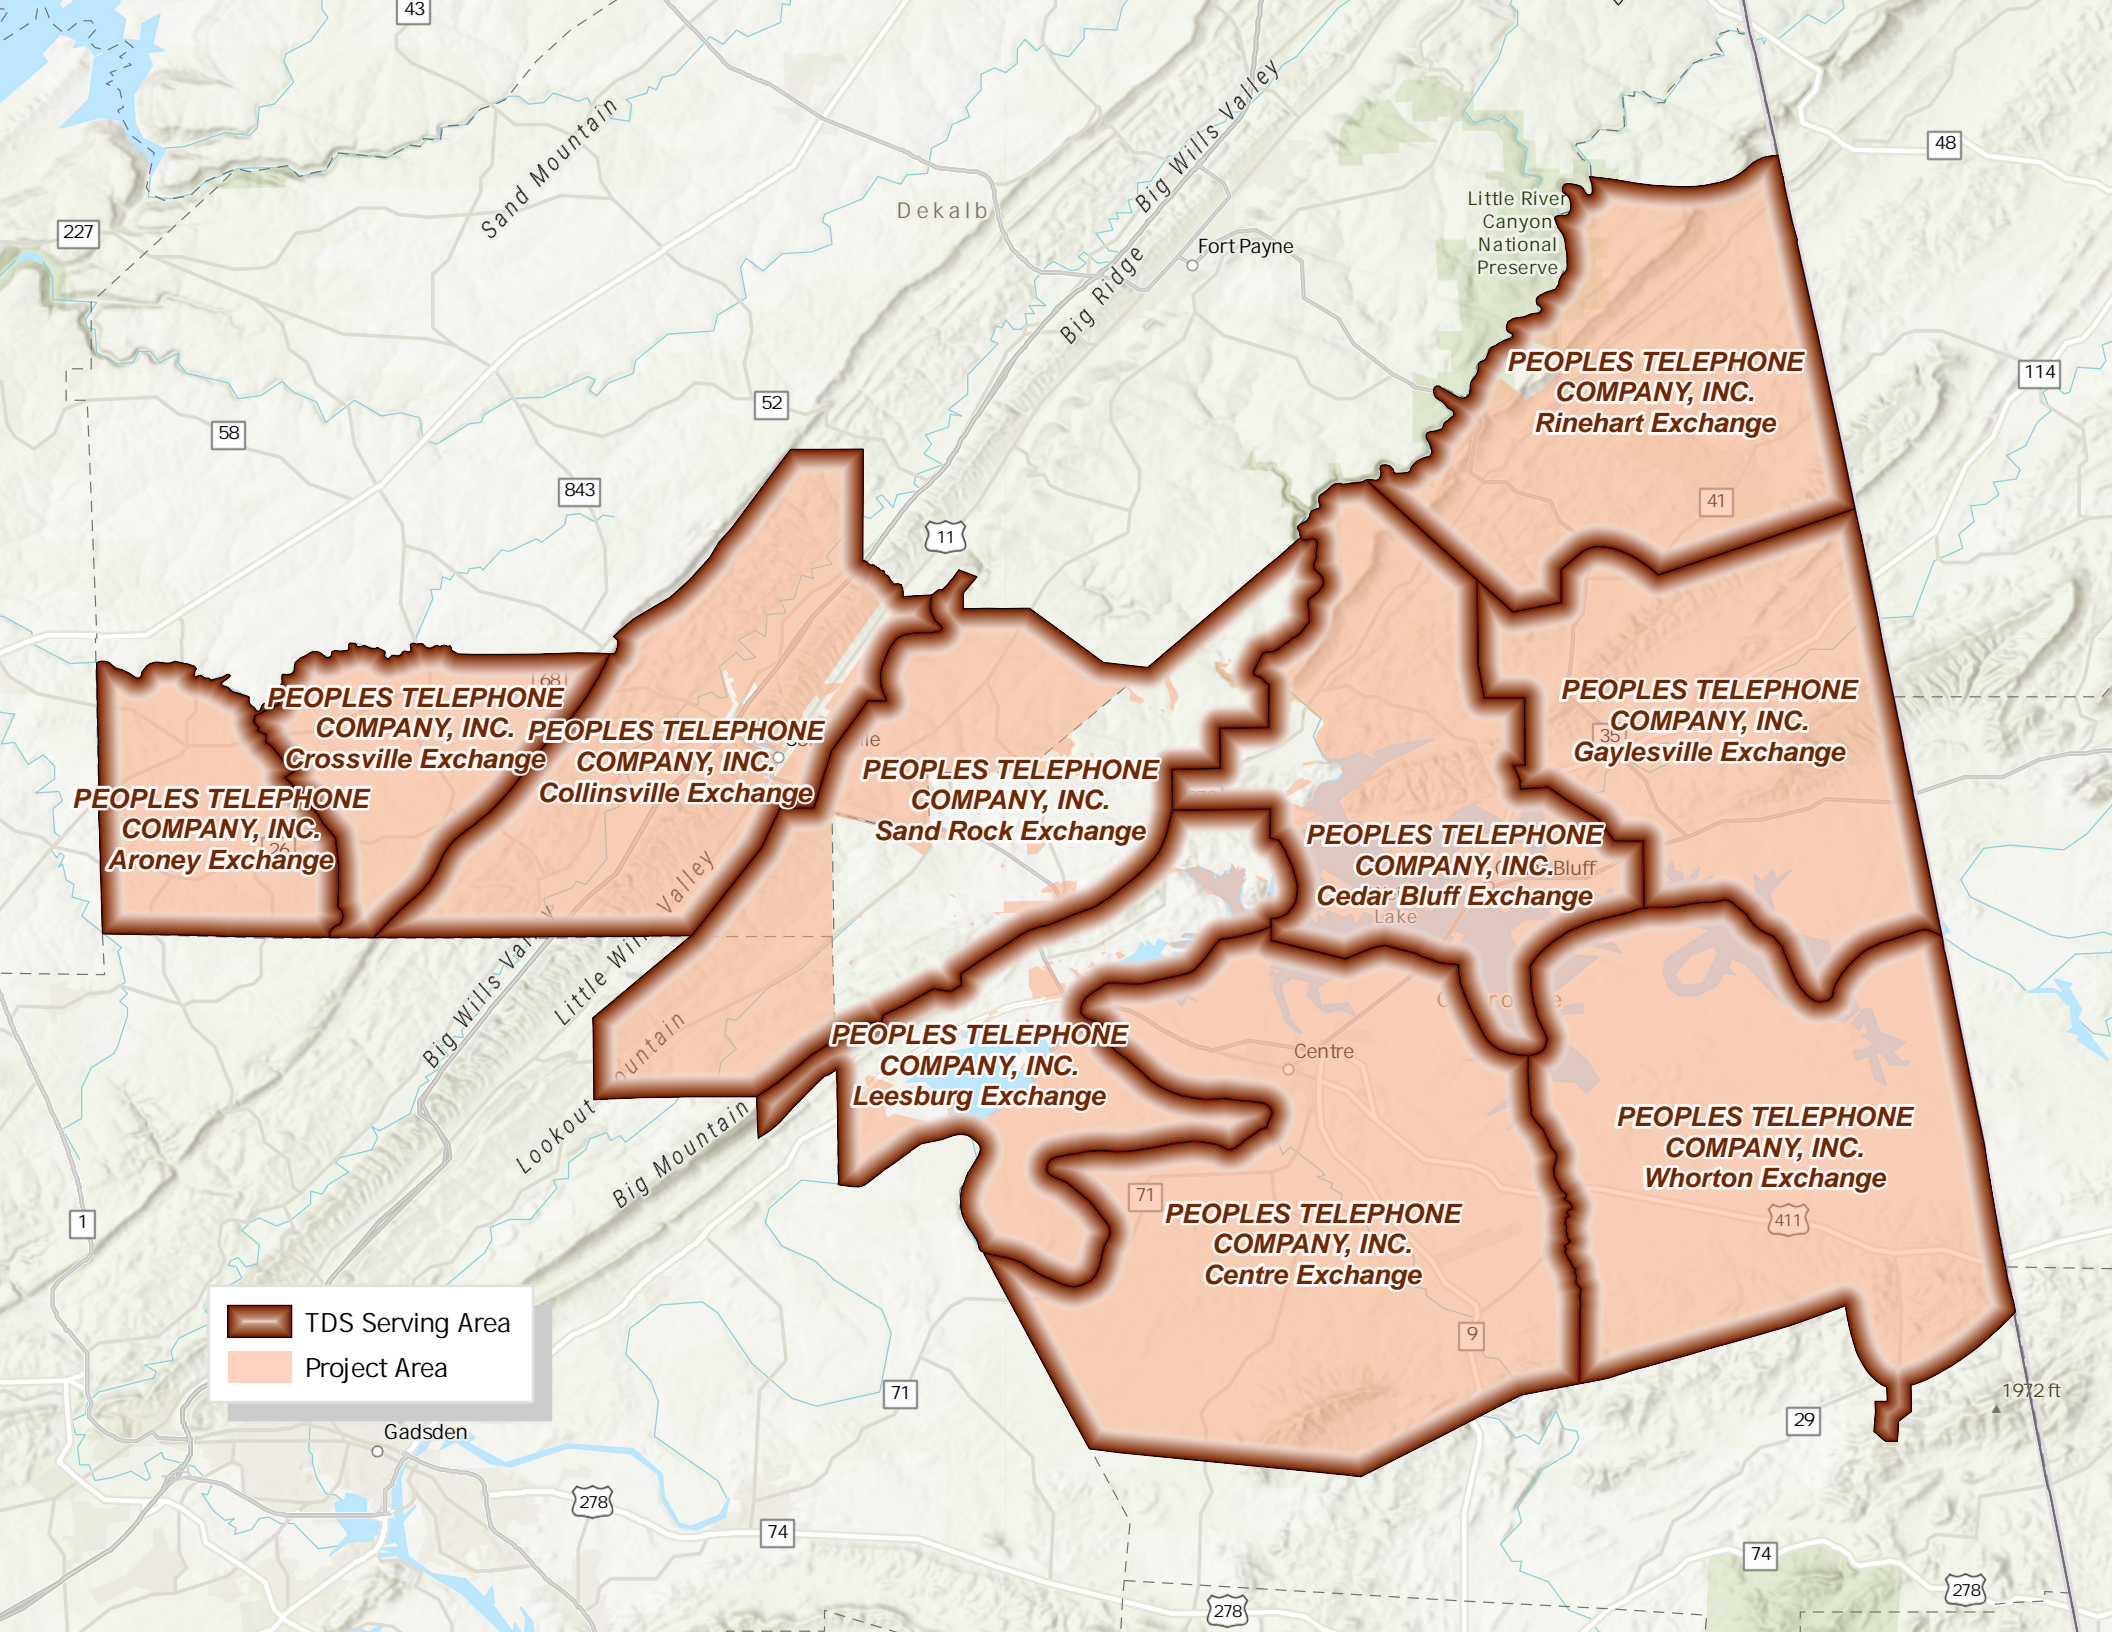 43
48
Sand Mountain
Big Wills Valley
Dekalb
Little River
Canyon
National
Preserve
227
Fort Payne
Big Ridge
114
PEOPLES TELEPHONE
COMPANY, INC.
Rinehart Exchange
52
58
843
41
11
68
PEOPLES TELEPHONE
COMPANY, INC.
Crossville Exchange
PEOPLES TELEPHONE
COMPANY, INC.
Collinsville Exchange
PEOPLES TELEPHONE
COMPANY, INC.
Gaylesville Exchange
35
PEOPLES TELEPHONE
COMPANY, INC.
Sand Rock Exchange
PEOPLES TELEPHONE
COMPANY, INC.
Aroney Exchange
26
PEOPLES TELEPHONE
COMPANY, INC.
Cedar Bluff Exchange
Bluff
Lake
Big Wills Valley
Little Wills Valley
Lookout Mountain
Big Mountain
PEOPLES TELEPHONE
COMPANY, INC.
Leesburg Exchange
Centre
PEOPLES TELEPHONE
COMPANY, INC.
Whorton Exchange
71
411
PEOPLES TELEPHONE
COMPANY, INC.
Centre Exchange
1
9
TDS Serving Area
Project Area
71
29
1972 ft
Gadsden
278
74
74
278
278